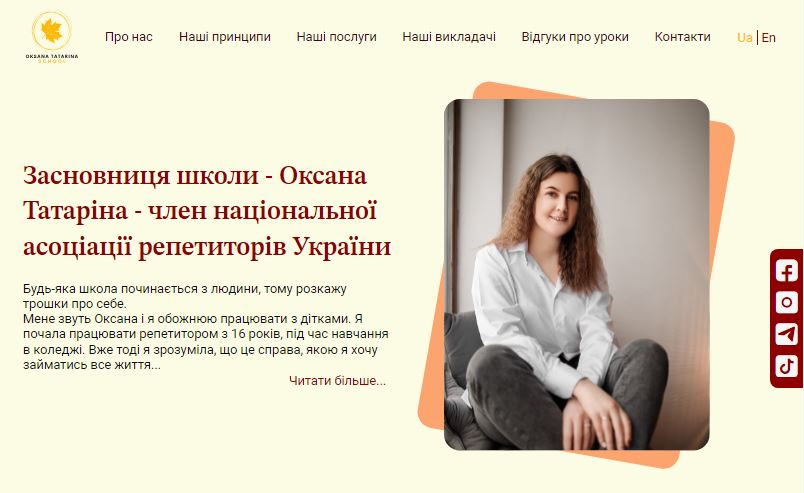 OKSANA TATARINA
SCHOOL
Про нас
Наші принципи
Наші послуги
Наші викладачі
Відгуки про уроки
Контакти
Ua | En
Засновниця школи - Оксана
Татаріна - член національної
асоціації репетиторів України
Будь-яка школа починається з людини, тому розкажу
трошки про себе.
Мене звуть Оксана і я обожнюю працювати з дітками. Я
почала працювати репетитором з 16 років, під час навчання
в коледжі. Вже тоді я зрозуміла, що це справа, якою я хочу
займатись все життя...
Читати більше...